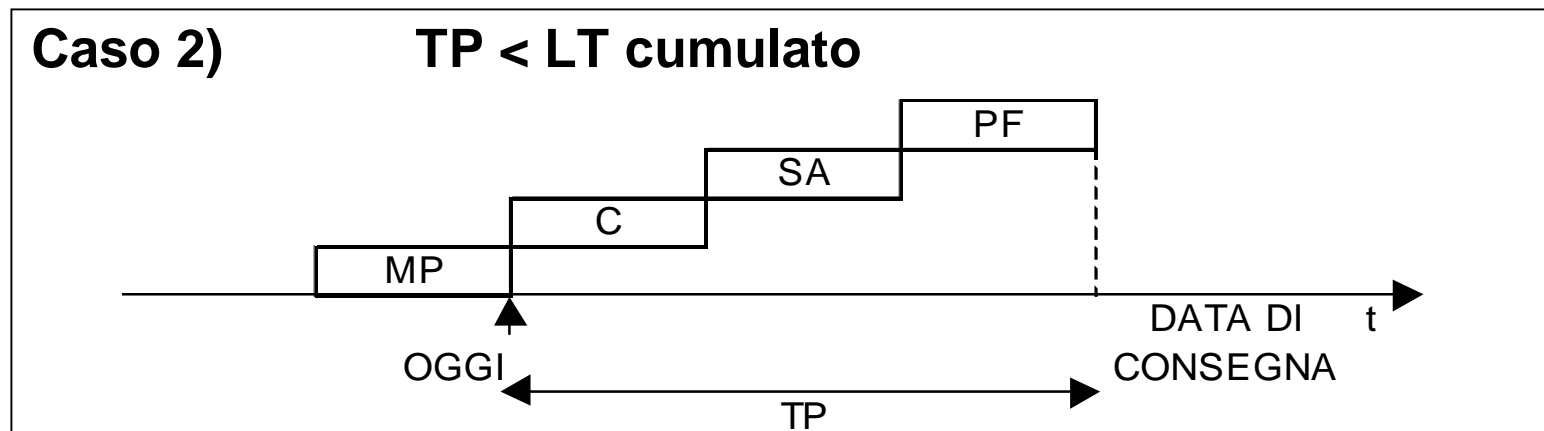 Caso 2) TP < LT cumulato
PF
SA
C
MP
DATA DI t
OGGI CONSEGNA
TP